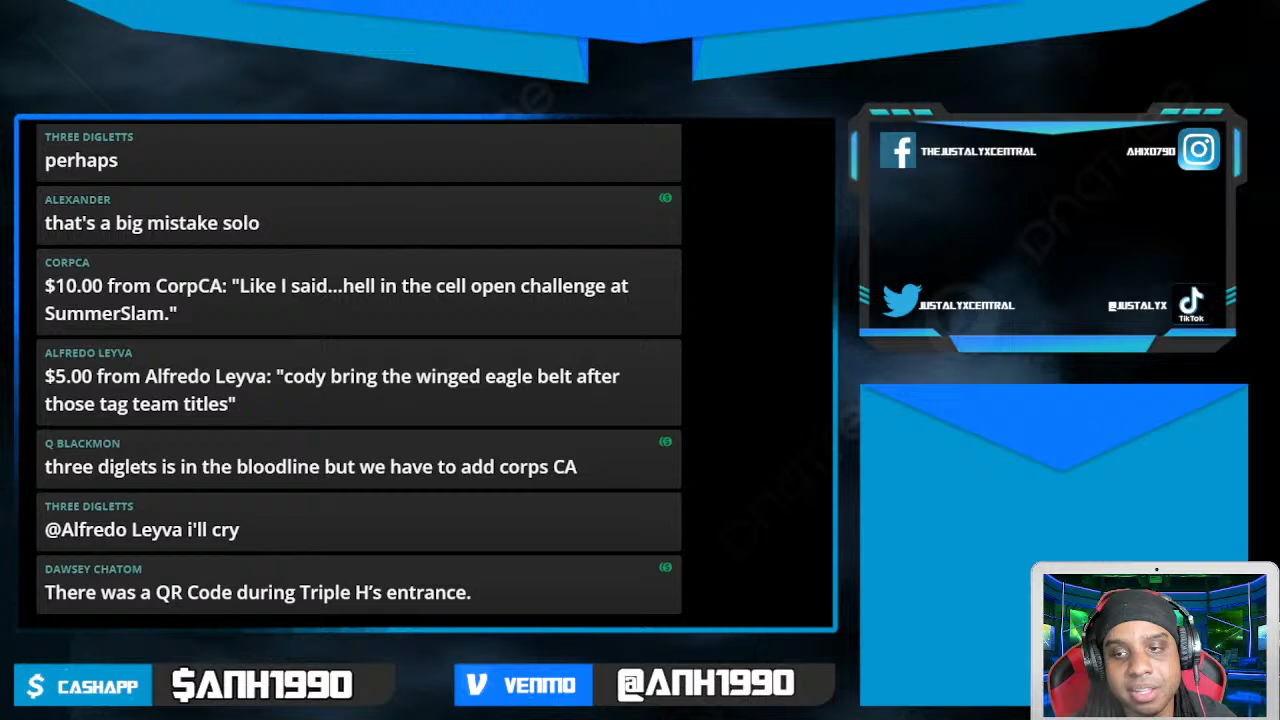 THREE DIGLETTS
perhaps
ALEXANDER
that's a big mistake solo
CORPCA
$10.00 from CorpCA: "Like I said...hell in the cell open challenge at
SummerSlam."
ALFREDO LEYVA
$5.00 from Alfredo Leyva: "cody bring the winged eagle belt after
those tag team titles"
Q BLACKMON
three diglets is in the bloodline but we have to add corps CA
THREE DIGLETTS
@Alfredo Leyva i'll cry
DAWSEY CHATOM
There was a QR Code during Triple H’s entrance.
THEJUSTALYXCENTRAL
AHIX0790
JUSTALYXCENTRAL
@JUSTALYX
TikTok
$ CASHAPP
$ANH1990
V VENMO
@ANH1990